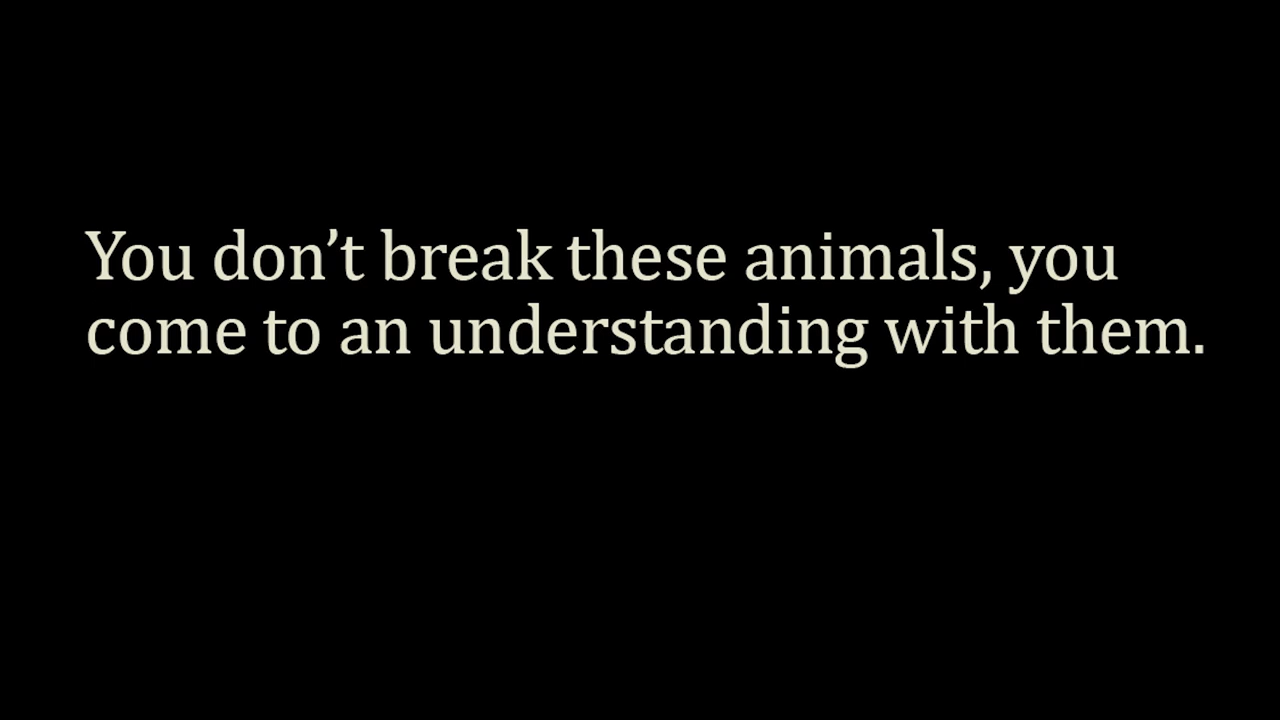 You don’t break these animals, you
come to an understanding with them.